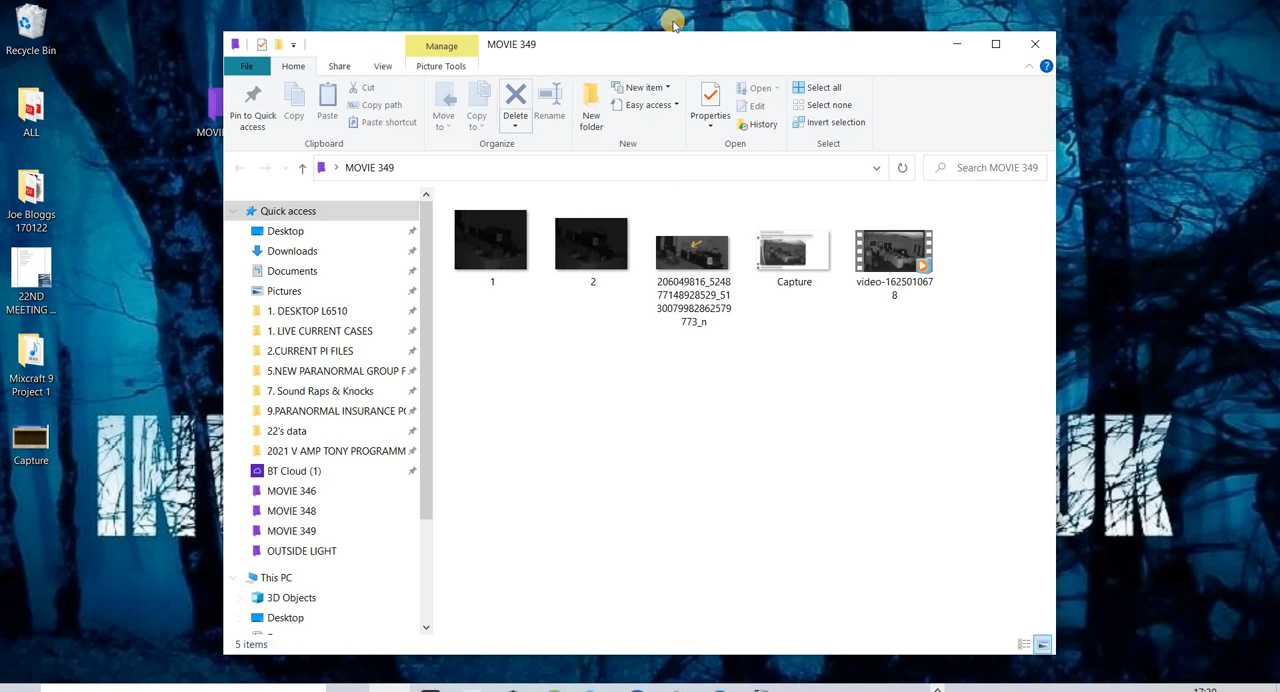 Recycle Bin
ALL
Joe Bloggs
170122
22ND
MEETING ...
Mixcraft 9
Project 1
Capture
MOVIE
Manage
MOVIE 349
File
Home
Share
View
Picture Tools
Pin to Quick
access
Copy
Paste
Cut
Copy path
Paste shortcut
Clipboard
Move
to
Copy
to
Delete
Rename
Organize
New
folder
New item
Easy access
New
Properties
Open
Edit
History
Open
Select all
Select none
Invert selection
Select
MOVIE 349
Search MOVIE 349
Quick access
Desktop
Downloads
Documents
Pictures
1. DESKTOP L6510
1. LIVE CURRENT CASES
2.CURRENT PI FILES
5.NEW PARANORMAL GROUP F
7. Sound Raps & Knocks
9.PARANORMAL INSURANCE PO
22's data
2021 V AMP TONY PROGRAMM
BT Cloud (1)
MOVIE 346
MOVIE 348
MOVIE 349
OUTSIDE LIGHT
This PC
3D Objects
Desktop
1
2
206049816_5248
77148928529_51
30079982862579
773_n
Capture
video-162501067
8
5 items